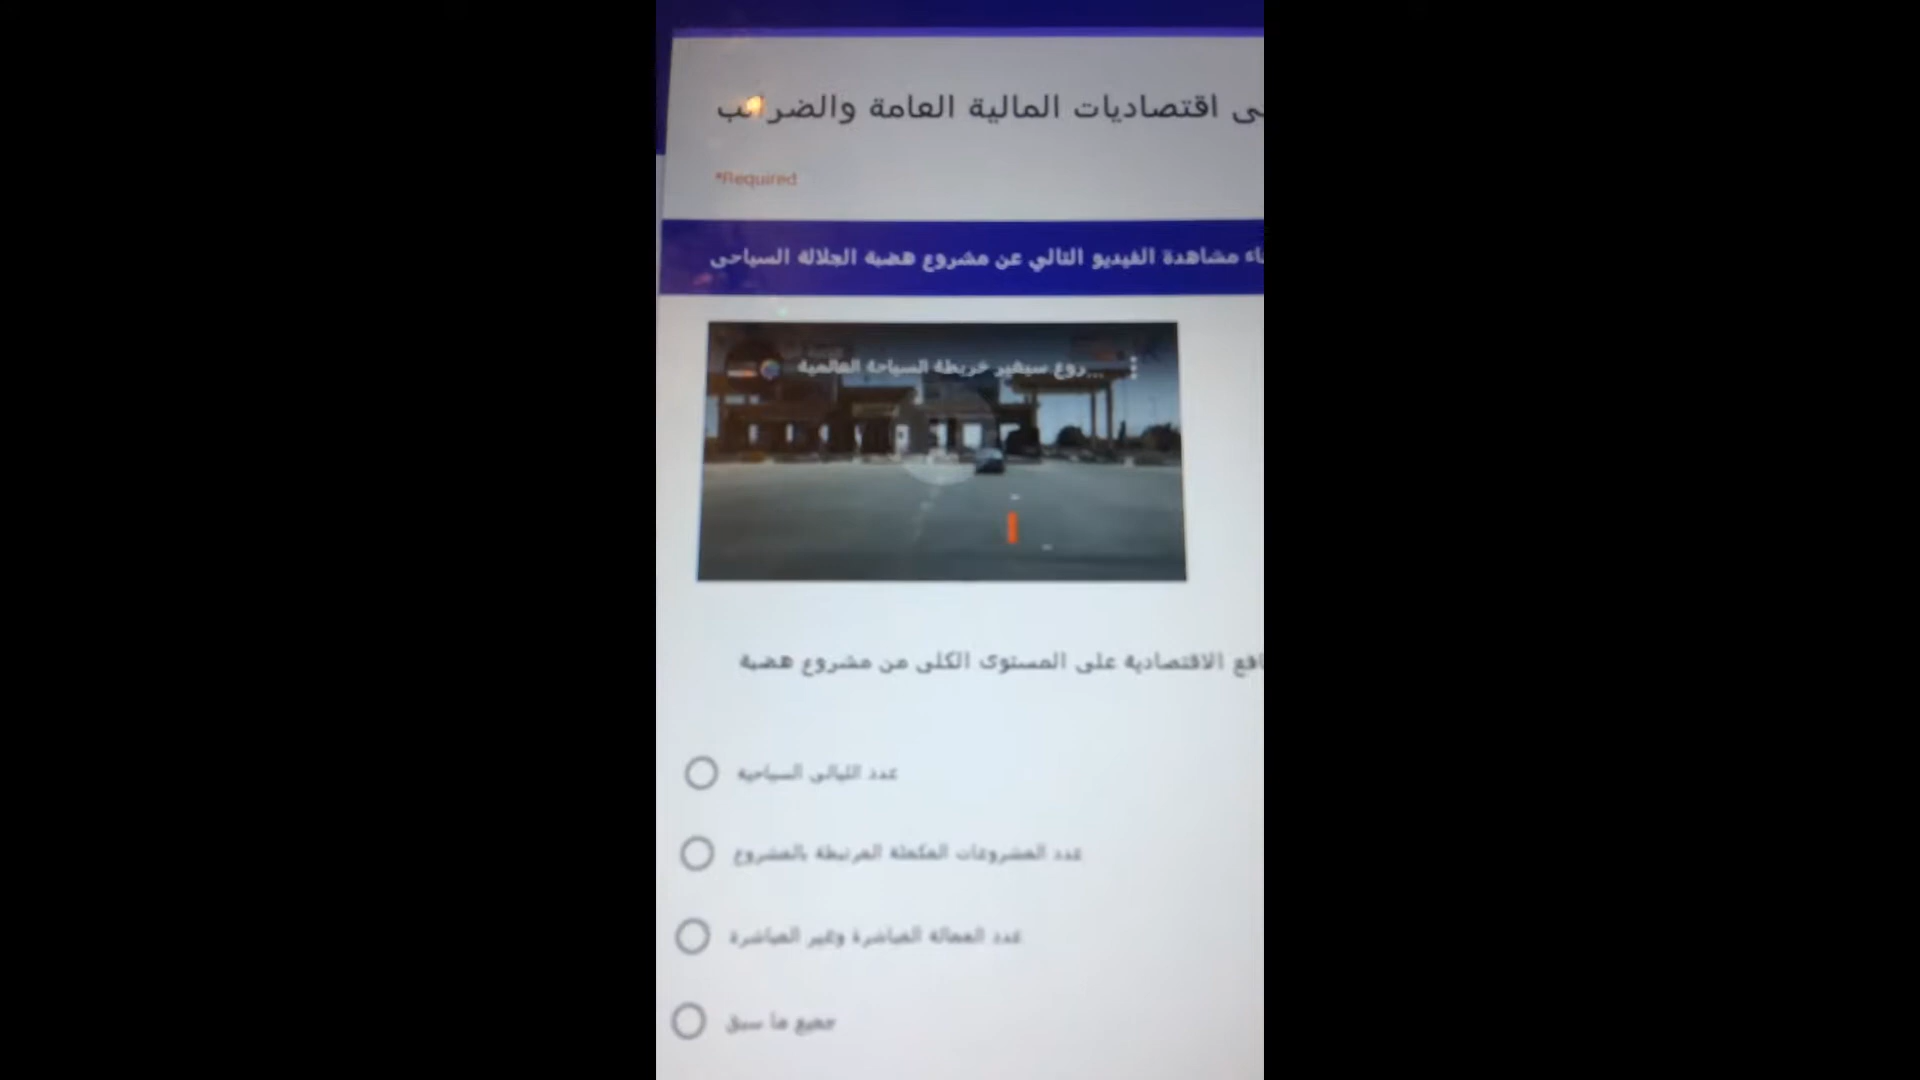 اقتصاديات المالية العامة والضرائب
*Required
مشاهدة الفيديو التالي عن مشروع هضبة الجلالة السياحى
سيغير خريطة السياحة العالمية
الاقتصادية على المستوى الكلى من مشروع هضبة
عدد الليالى السياحية
عدد المشروعات المكملة المرتبطة بالمشروع
عدد العمالة المباشرة وغير المباشرة
جميع ما سبق